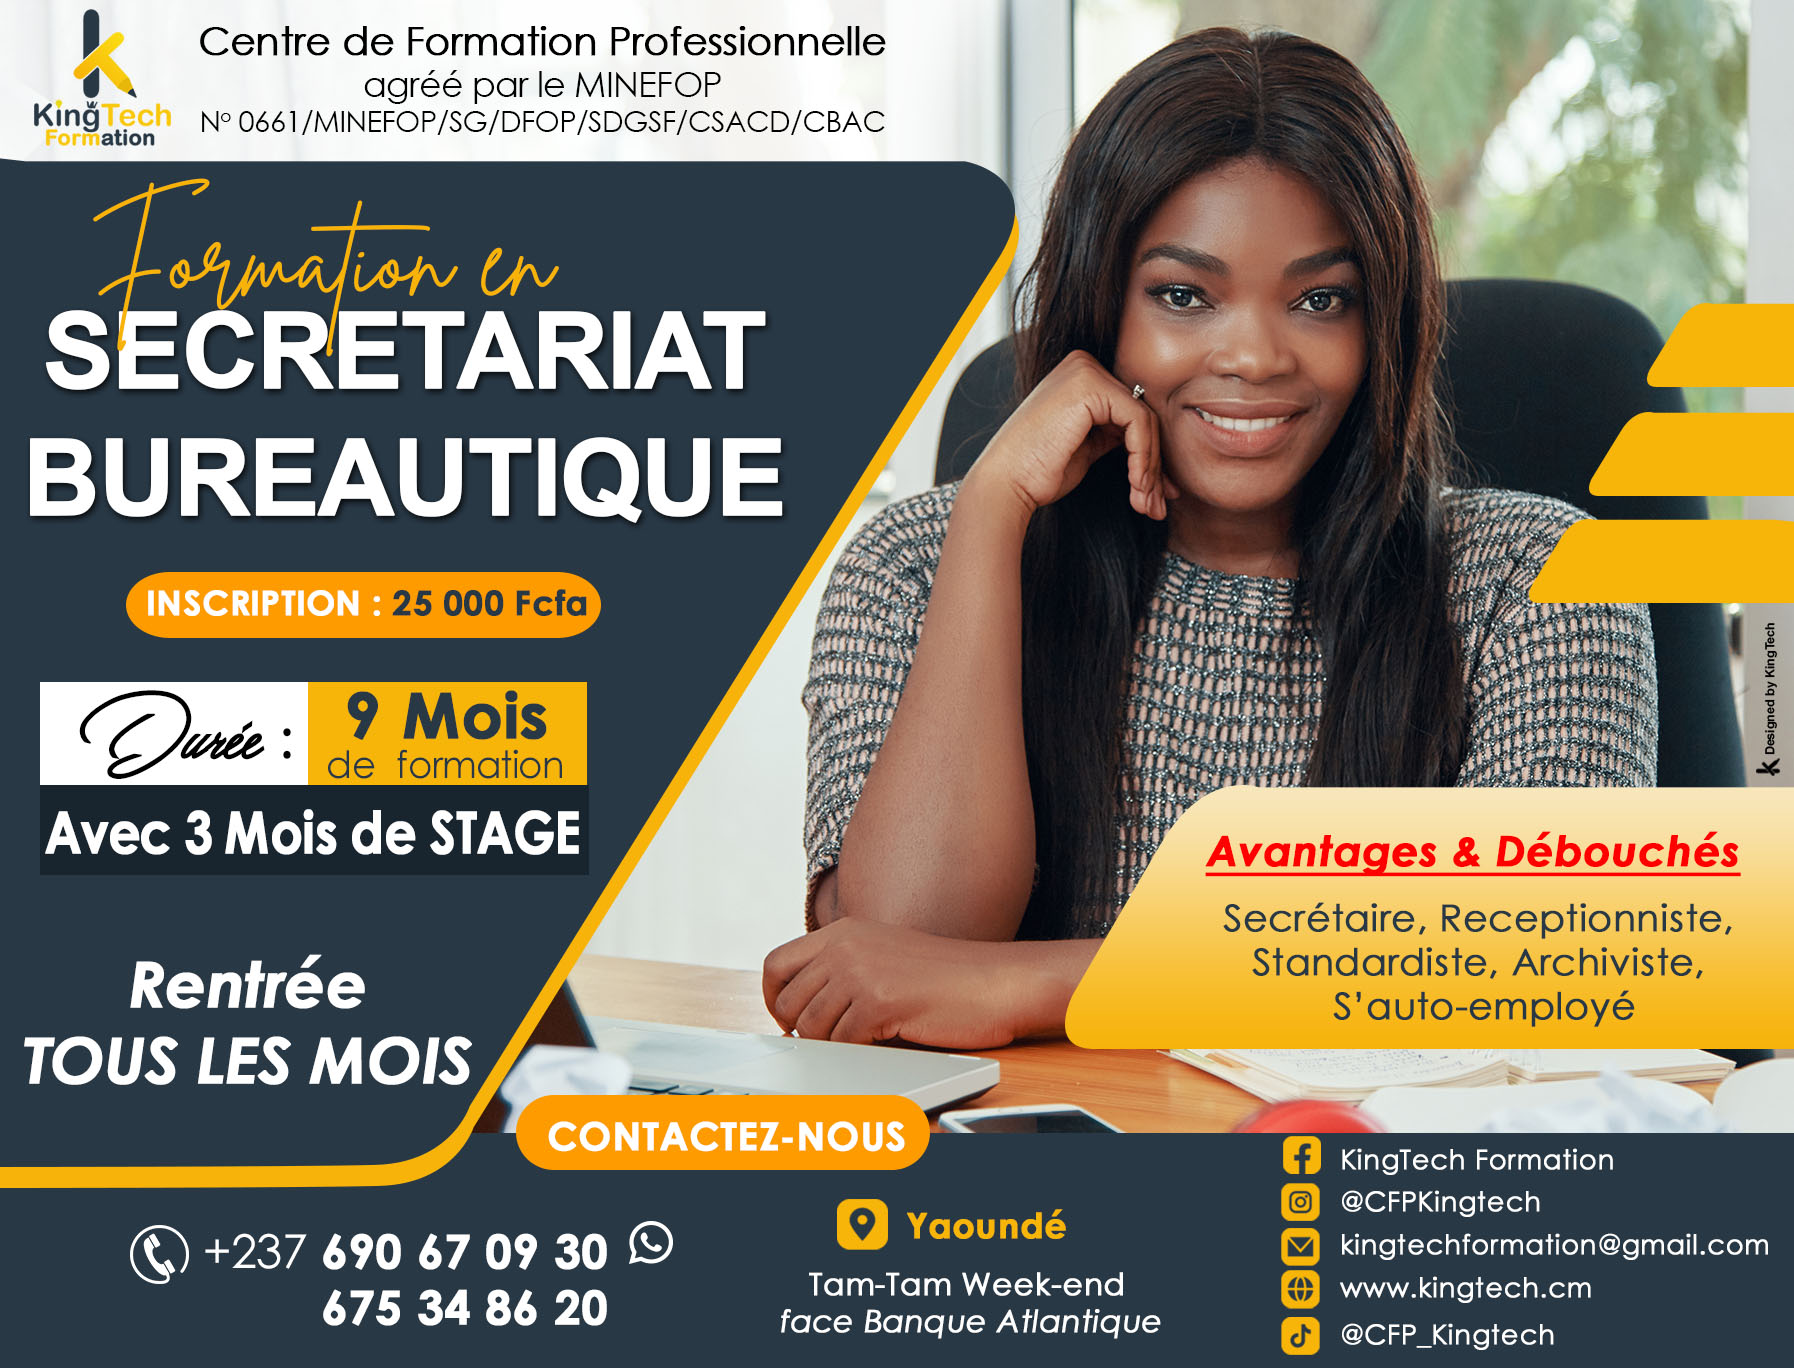 KingTech
Formation
Centre de Formation Professionnelle
agréé par le MINEFOP
N° 0661/MINEFOP/SG/DFOP/SDGSF/CSACD/CBAC
Formation en
SECRETARIAT
BUREAUTIQUE
INSCRIPTION : 25 000 Fcfa
Durée :
9 Mois
de formation
Avec 3 Mois de STAGE
Rentrée
TOUS LES MOIS
Designed by KingTech
Avantages & Débouchés
Secrétaire, Receptionniste,
Standardiste, Archiviste,
S'auto-employé
CONTACTEZ-NOUS
+237 690 67 09 30
675 34 86 20
Yaoundé
Tam-Tam Week-end
face Banque Atlantique
KingTech Formation
@CFPKingtech
kingtechformation@gmail.com
www.kingtech.cm
@CFP_Kingtech